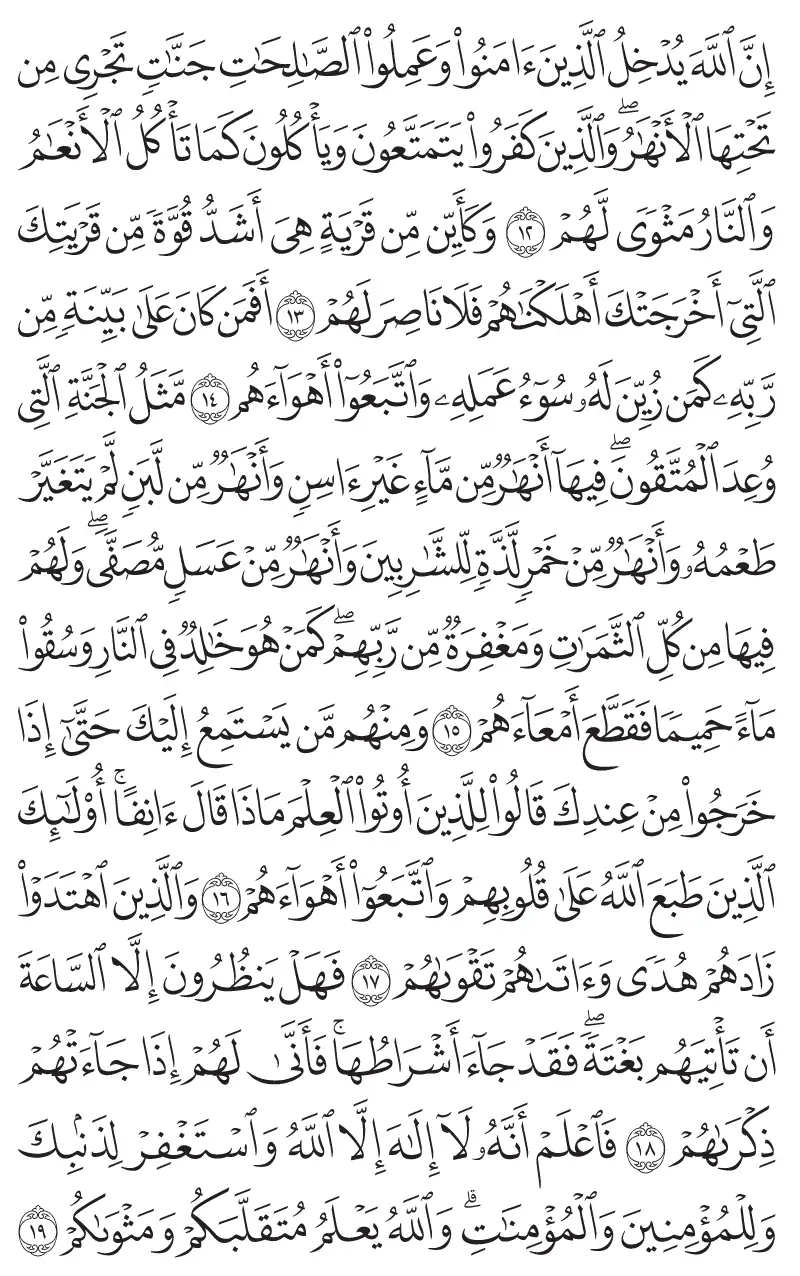 إِنَّ ٱللَّهَ يُدْخِلُ ٱلَّذِينَ ءَامَنُوا۟ وَعَمِلُوا۟ ٱلصَّٰلِحَٰتِ جَنَّٰتٍ تَجْرِى مِن
تَحْتِهَا ٱلْأَنْهَٰرُ ۖ وَٱلَّذِينَ كَفَرُوا۟ يَتَمَتَّعُونَ وَيَأْكُلُونَ كَمَا تَأْكُلُ ٱلْأَنْعَٰمُ
وَٱلنَّارُ مَثْوًى لَّهُمْ ١٢ وَكَأَيِّن مِّن قَرْيَةٍ هِىَ أَشَدُّ قُوَّةً مِّن قَرْيَتِكَ
ٱلَّتِىٓ أَخْرَجَتْكَ أَهْلَكْنَٰهُمْ فَلَا نَاصِرَ لَهُمْ ١٣ أَفَمَن كَانَ عَلَىٰ بَيِّنَةٍ مِّن
رَّبِّهِۦ كَمَن زُيِّنَ لَهُۥ سُوٓءُ عَمَلِهِۦ وَٱتَّبَعُوٓا۟ أَهْوَآءَهُم ١٤ مَّثَلُ ٱلْجَنَّةِ ٱلَّتِى
وُعِدَ ٱلْمُتَّقُونَ ۖ فِيهَآ أَنْهَٰرٌ مِّن مَّآءٍ غَيْرِ ءَاسِنٍ وَأَنْهَٰرٌ مِّن لَّبَنٍ لَّمْ يَتَغَيَّرْ
طَعْمُهُۥ وَأَنْهَٰرٌ مِّنْ خَمْرٍ لَّذَّةٍ لِّلشَّٰرِبِينَ وَأَنْهَٰرٌ مِّنْ عَسَلٍ مُّصَفًّى ۖ وَلَهُمْ
فِيهَا مِن كُلِّ ٱلثَّمَرَٰتِ وَمَغْفِرَةٌ مِّن رَّبِّهِمْ ۖ كَمَنْ هُوَ خَٰلِدٌ فِى ٱلنَّارِ وَسُقُوا۟
مَآءً حَمِيمًا فَقَطَّعَ أَمْعَآءَهُمْ ١٥ وَمِنْهُم مَّن يَسْتَمِعُ إِلَيْكَ حَتَّىٰٓ إِذَا
خَرَجُوا۟ مِنْ عِندِكَ قَالُوا۟ لِلَّذِينَ أُوتُوا۟ ٱلْعِلْمَ مَاذَا قَالَ ءَانِفًا ۚ أُو۟لَٰٓئِكَ
ٱلَّذِينَ طَبَعَ ٱللَّهُ عَلَىٰ قُلُوبِهِمْ وَٱتَّبَعُوٓا۟ أَهْوَآءَهُمْ ١٦ وَٱلَّذِينَ ٱهْتَدَوْا۟
زَادَهُمْ هُدًى وَءَاتَىٰهُمْ تَقْوَىٰهُمْ ١٧ فَهَلْ يَنظُرُونَ إِلَّا ٱلسَّاعَةَ
أَن تَأْتِيَهُم بَغْتَةً ۖ فَقَدْ جَآءَ أَشْرَاطُهَا ۚ فَأَنَّىٰ لَهُمْ إِذَا جَآءَتْهُمْ
ذِكْرَىٰهُمْ ١٨ فَٱعْلَمْ أَنَّهُۥ لَآ إِلَٰهَ إِلَّا ٱللَّهُ وَٱسْتَغْفِرْ لِذَنۢبِكَ
وَلِلْمُؤْمِنِينَ وَٱلْمُؤْمِنَٰتِ ۗ وَٱللَّهُ يَعْلَمُ مُتَقَلَّبَكُمْ وَمَثْوَىٰكُمْ ١٩